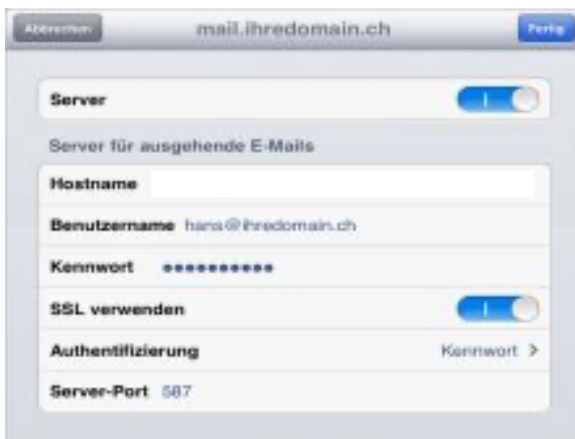 Abbrechen mail.ihredomain.ch Fertig
Server
Server für ausgehende E-Mails
Hostname
Benutzername hans@ihredomain.ch
Kennwort ●●●●●●●●●●
SSL verwenden
Authentifizierung Kennwort >
Server-Port 587